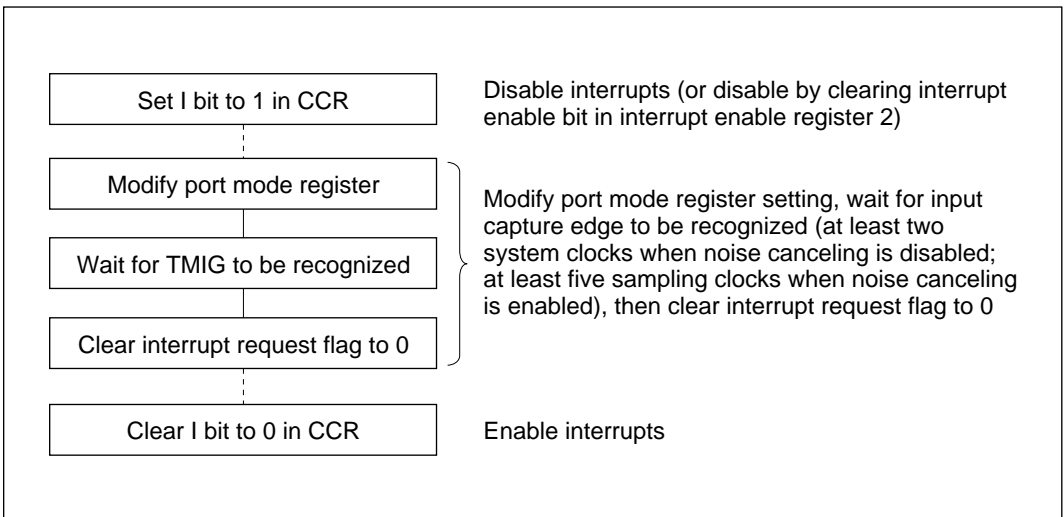 Set I bit to 1 in CCR
Disable interrupts (or disable by clearing interrupt
enable bit in interrupt enable register 2)
Modify port mode register
Wait for TMIG to be recognized
Clear interrupt request flag to 0
Modify port mode register setting, wait for input
capture edge to be recognized (at least two
system clocks when noise canceling is disabled;
at least five sampling clocks when noise canceling
is enabled), then clear interrupt request flag to 0
Clear I bit to 0 in CCR
Enable interrupts